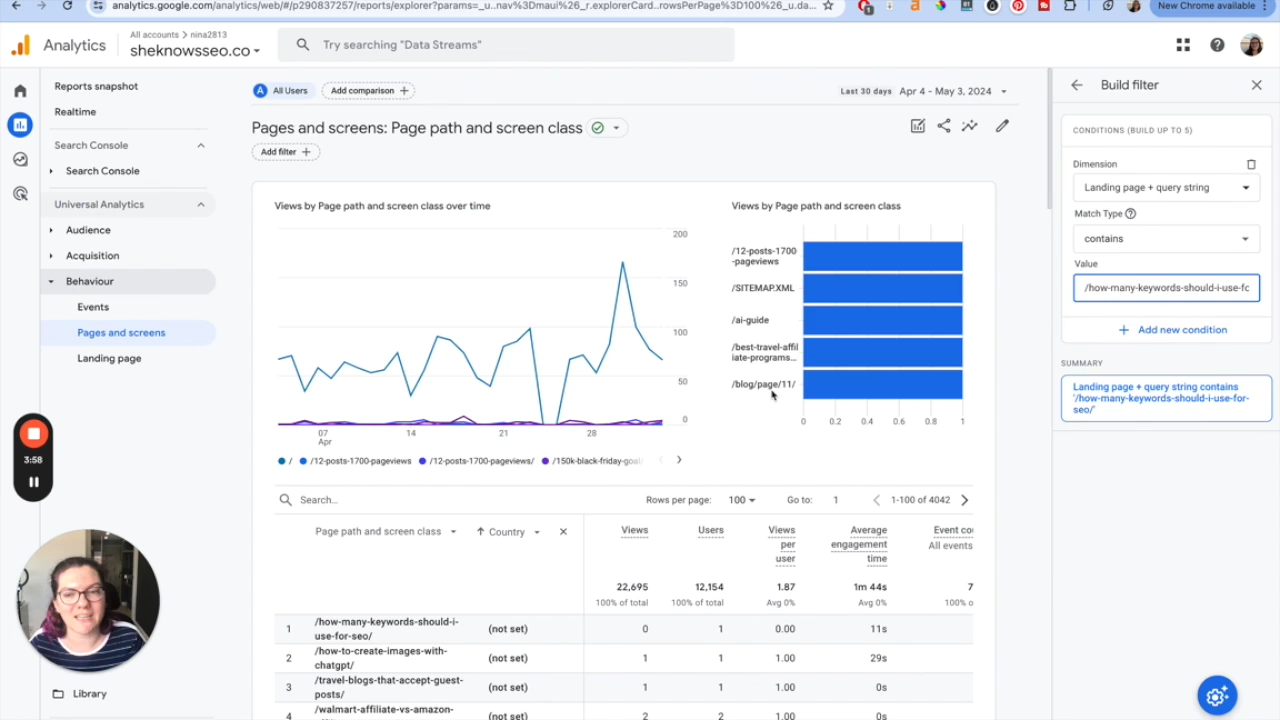 analytics.google.com/analytics/web/#/p290837257/reports/explorer?params=_u..nav%3Dmaui%26_r.explorerCard..rowsPerPage%3D100%26_u.da...
New Chrome available
Analytics
All accounts > nina2813
sheknowsseo.co
Try searching "Data Streams"
Reports snapshot
Realtime
Search Console
Search Console
Universal Analytics
Audience
Acquisition
Behaviour
Events
Pages and screens
Landing page
Library
3:58
A All Users
Add comparison +
Last 30 days Apr 4 - May 3, 2024
Pages and screens: Page path and screen class
Add filter +
Views by Page path and screen class over time
200
150
100
50
0
07
Apr
14
21
28
/ /12-posts-1700-pageviews /12-posts-1700-pageviews/ /150k-black-friday-goal/
Views by Page path and screen class
/12-posts-1700
-pageviews
/SITEMAP.XML
/ai-guide
/best-travel-affil
iate-programs...
/blog/page/11/
0 0.2 0.4 0.6 0.8 1
Search...
Rows per page: 100
Go to: 1
1-100 of 4042
Page path and screen class
Country
Views
Users
Views
per
user
Average
engagement
time
Event cou
All events
22,695 12,154 1.87 1m 44s 7
100% of total 100% of total Avg 0% Avg 0% 100% o
1 /how-many-keywords-should-i-
use-for-seo/ (not set) 0 1 0.00 11s
2 /how-to-create-images-with-
chatgpt/ (not set) 1 1 1.00 29s
3 /travel-blogs-that-accept-guest-
posts/ (not set) 1 1 1.00 0s
4 /walmart-affiliate-vs-amazon-
(not set) 2 2 1.00 0s
Build filter
CONDITIONS (BUILD UP TO 5)
Dimension
Landing page + query string
Match Type
contains
Value
/how-many-keywords-should-i-use-fo
+ Add new condition
SUMMARY
Landing page + query string contains
'/how-many-keywords-should-i-use-for-
seo/'